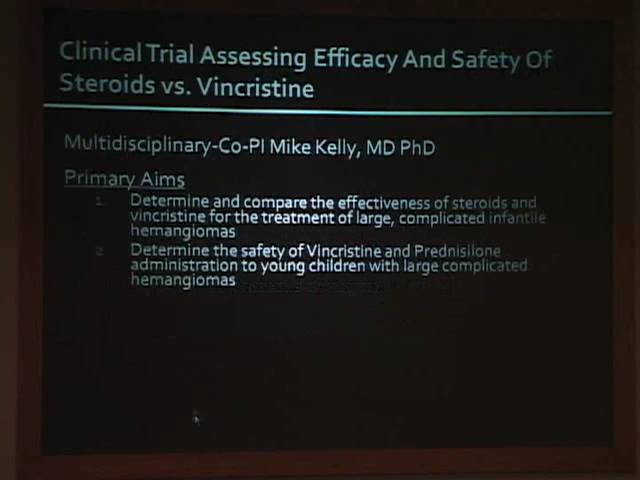 Clinical Trial Assessing Efficacy And Safety Of
Steroids vs. Vincristine
Multidisciplinary-Co-PI Mike Kelly, MD PhD
Primary Aims
1. Determine and compare the effectiveness of steroids and
vincristine for the treatment of large, complicated infantile
hemangiomas
2. Determine the safety of Vincristine and Prednisilone
administration to young children with large complicated
hemangiomas